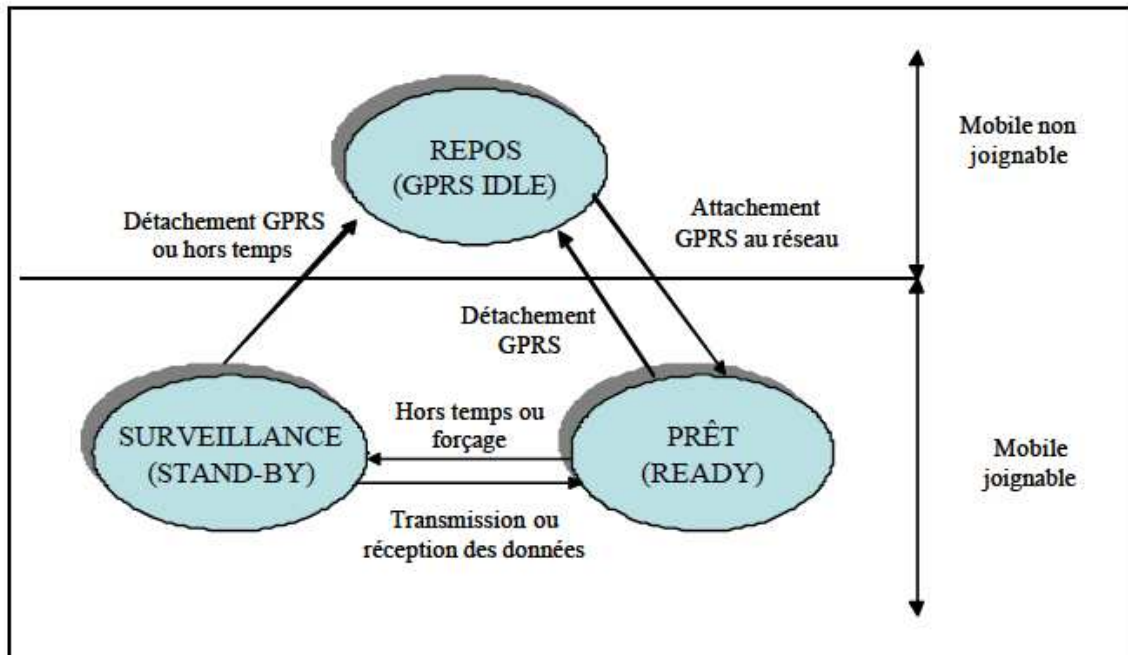 REPOS
(GPRS IDLE)
Mobile non
joignable
Détachement GPRS
ou hors temps
Attachement
GPRS au réseau
Détachement
GPRS
SURVEILLANCE
(STAND-BY)
Hors temps ou
forçage
PRÊT
(READY)
Mobile
joignable
Transmission ou
réception des données